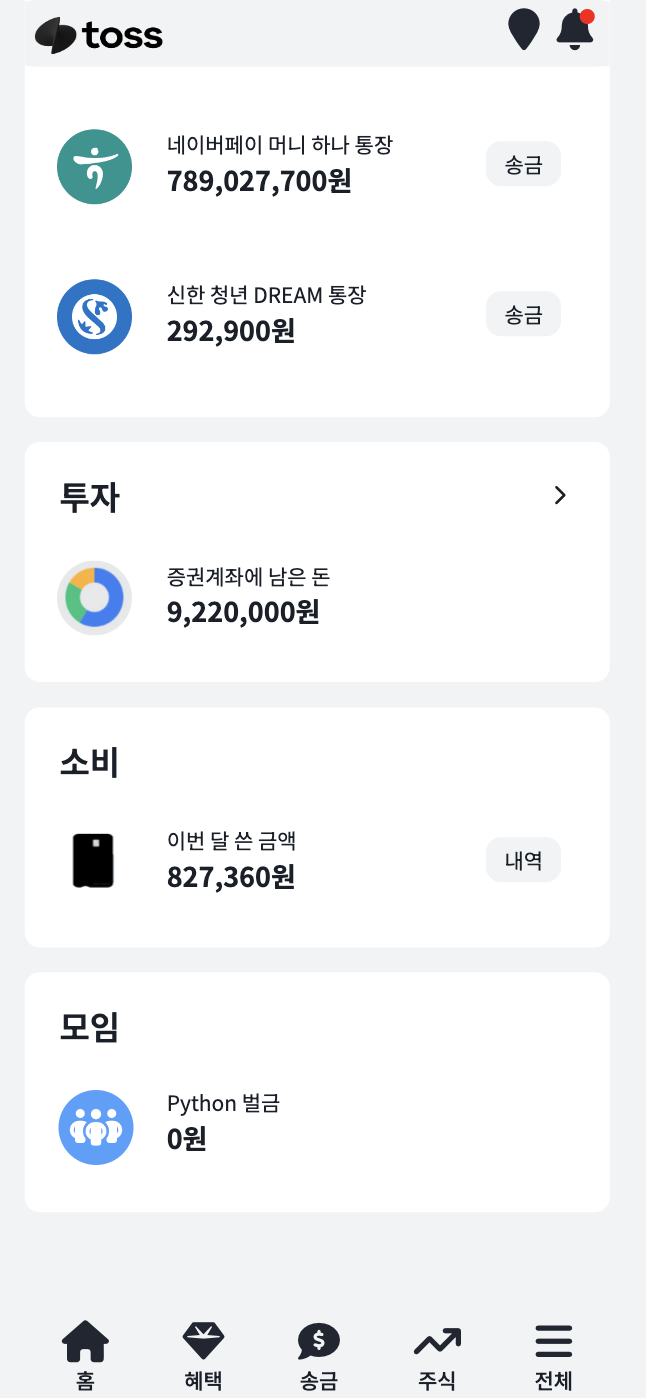 toss
네이버페이 머니 하나 통장
789,027,700원
송금
신한 청년 DREAM 통장
292,900원
송금
투자
증권계좌에 남은 돈
9,220,000원
소비
이번 달 쓴 금액
827,360원
내역
모임
Python 벌금
0원
홈
혜택
송금
주식
전체